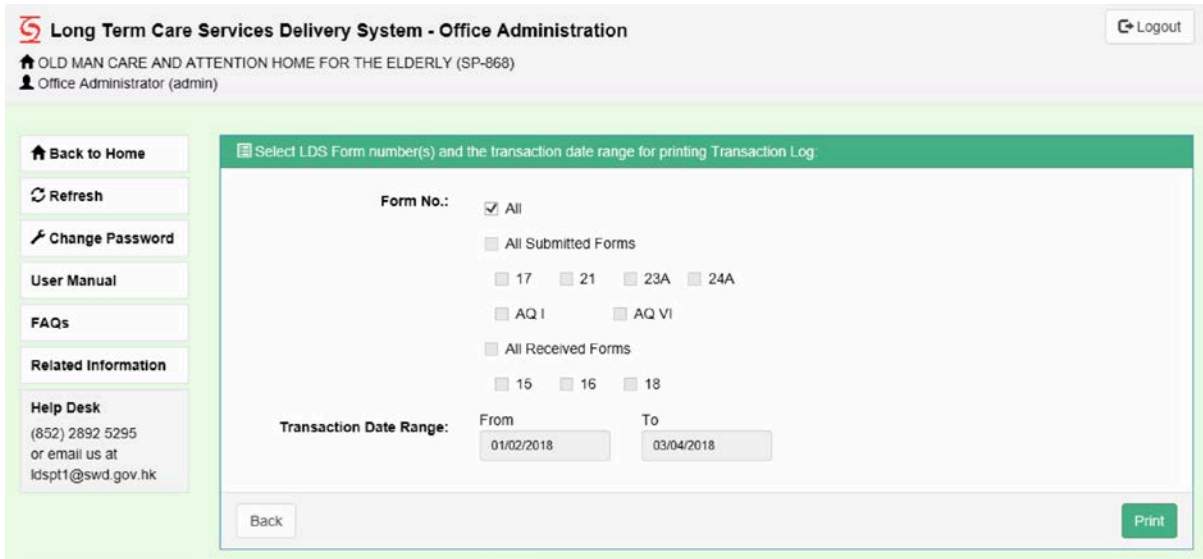 Long Term Care Services Delivery System - Office Administration
Logout
OLD MAN CARE AND ATTENTION HOME FOR THE ELDERLY (SP-868)
Office Administrator (admin)
Back to Home
Refresh
Change Password
User Manual
FAQs
Related Information
Help Desk
(852) 2892 5295
or email us at
ldspt1@swd.gov.hk
Select LDS Form number(s) and the transaction date range for printing Transaction Log:
Form No.: All
All Submitted Forms
17 21 23A 24A
AQ I AQ VI
All Received Forms
15 16 18
Transaction Date Range: From To
01/02/2018 03/04/2018
Back Print